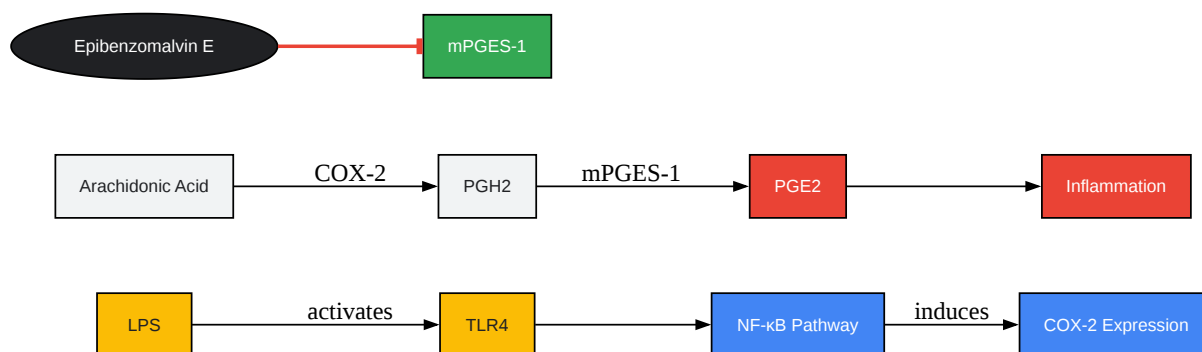 Epibenzomalvin E
mPGES-1
Arachidonic Acid
COX-2
PGH2
mPGES-1
PGE2
Inflammation
LPS
activates
TLR4
NF-κB Pathway
induces
COX-2 Expression